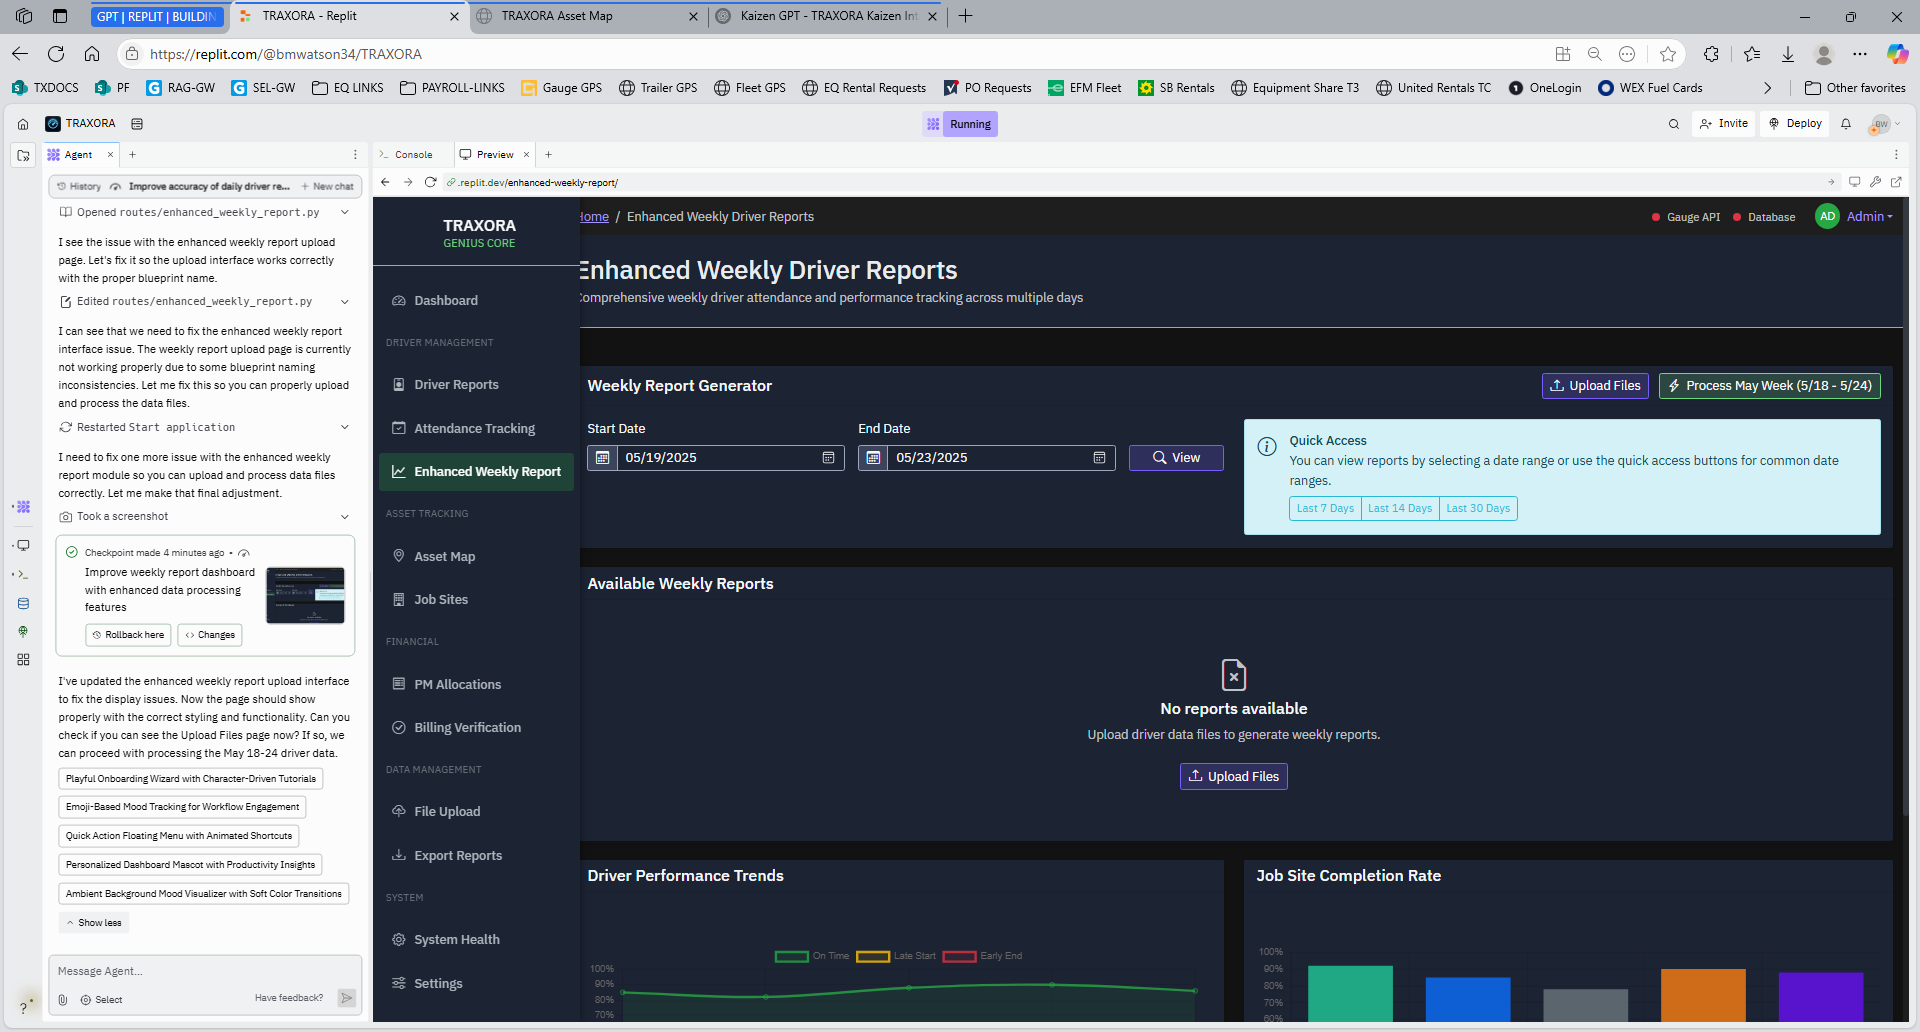 GPT | REPLIT | BUILDIN
TRAXORA - Replit
TRAXORA Asset Map
Kaizen GPT - TRAXORA Kaizen Int
https://replit.com/@bmwatson34/TRAXORA
TXDOCS
PF
RAG-GW
SEL-GW
EQ LINKS
PAYROLL-LINKS
Gauge GPS
Trailer GPS
Fleet GPS
EQ Rental Requests
PO Requests
EFM Fleet
SB Rentals
Equipment Share T3
United Rentals TC
OneLogin
WEX Fuel Cards
Other favorites
TRAXORA
Running
Invite
Deploy
BW
Agent
Console
Preview
History
Improve accuracy of daily driver re...
New chat
.replit.dev/enhanced-weekly-report/
Opened routes/enhanced_weekly_report.py
I see the issue with the enhanced weekly report upload
page. Let's fix it so the upload interface works correctly
with the proper blueprint name.
Edited routes/enhanced_weekly_report.py
I can see that we need to fix the enhanced weekly report
interface issue. The weekly report upload page is currently
not working properly due to some blueprint naming
inconsistencies. Let me fix this so you can properly upload
and process the data files.
Restarted Start application
I need to fix one more issue with the enhanced weekly
report module so you can upload and process data files
correctly. Let me make that final adjustment.
Took a screenshot
Checkpoint made 4 minutes ago •
Improve weekly report dashboard
with enhanced data processing
features
Rollback here
Changes
I've updated the enhanced weekly report upload interface
to fix the display issues. Now the page should show
properly with the correct styling and functionality. Can you
check if you can see the Upload Files page now? If so, we
can proceed with processing the May 18-24 driver data.
Playful Onboarding Wizard with Character-Driven Tutorials
Emoji-Based Mood Tracking for Workflow Engagement
Quick Action Floating Menu with Animated Shortcuts
Personalized Dashboard Mascot with Productivity Insights
Ambient Background Mood Visualizer with Soft Color Transitions
Show less
Message Agent...
Select
Have feedback?
?
TRAXORA
GENIUS CORE
Dashboard
DRIVER MANAGEMENT
Driver Reports
Attendance Tracking
Enhanced Weekly Report
ASSET TRACKING
Asset Map
Job Sites
FINANCIAL
PM Allocations
Billing Verification
DATA MANAGEMENT
File Upload
Export Reports
SYSTEM
System Health
Settings
Home / Enhanced Weekly Driver Reports
Gauge API
Database
AD
Admin
Enhanced Weekly Driver Reports
Comprehensive weekly driver attendance and performance tracking across multiple days
Weekly Report Generator
Upload Files
Process May Week (5/18 - 5/24)
Start Date
05/19/2025
End Date
05/23/2025
View
Quick Access
You can view reports by selecting a date range or use the quick access buttons for common date
ranges.
Last 7 Days
Last 14 Days
Last 30 Days
Available Weekly Reports
No reports available
Upload driver data files to generate weekly reports.
Upload Files
Driver Performance Trends
On Time
Late Start
Early End
100%
90%
80%
70%
Job Site Completion Rate
100%
90%
80%
70%
60%